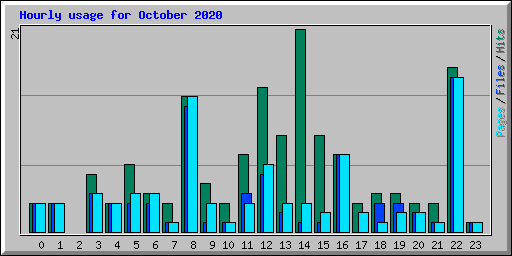 Hourly usage for October 2020
21
Pages/Files/Hits
0 1 2 3 4 5 6 7 8 9 10 11 12 13 14 15 16 17 18 19 20 21 22 23